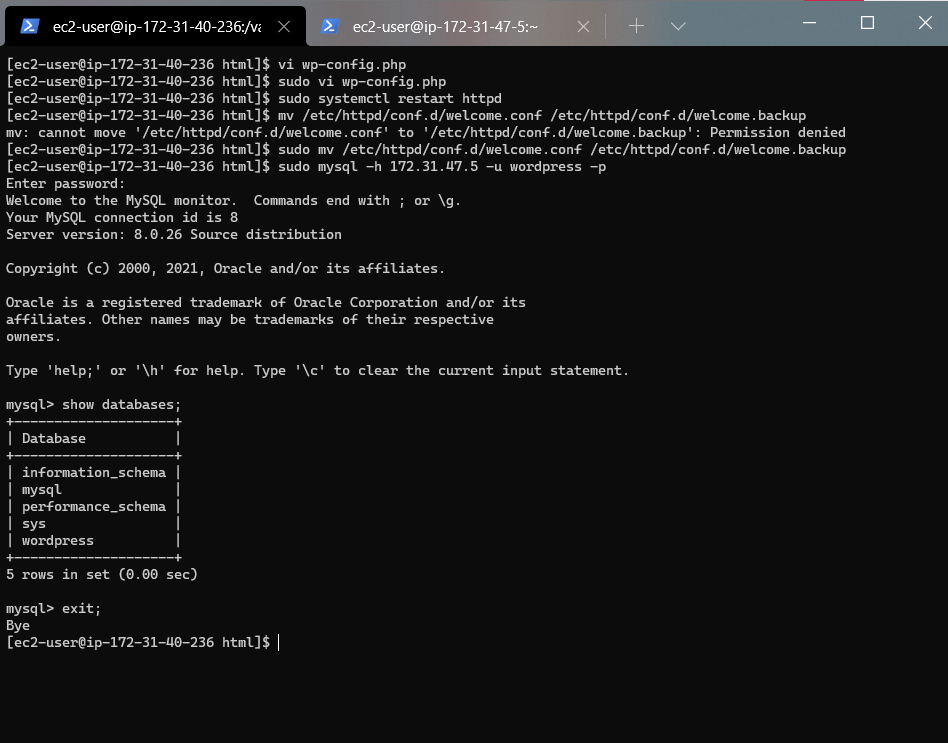 ec2-user@ip-172-31-40-236:/va
ec2-user@ip-172-31-47-5:~
[ec2-user@ip-172-31-40-236 html]$ vi wp-config.php
[ec2-user@ip-172-31-40-236 html]$ sudo vi wp-config.php
[ec2-user@ip-172-31-40-236 html]$ sudo systemctl restart httpd
[ec2-user@ip-172-31-40-236 html]$ mv /etc/httpd/conf.d/welcome.conf /etc/httpd/conf.d/welcome.backup
mv: cannot move '/etc/httpd/conf.d/welcome.conf' to '/etc/httpd/conf.d/welcome.backup': Permission denied
[ec2-user@ip-172-31-40-236 html]$ sudo mv /etc/httpd/conf.d/welcome.conf /etc/httpd/conf.d/welcome.backup
[ec2-user@ip-172-31-40-236 html]$ sudo mysql -h 172.31.47.5 -u wordpress -p
Enter password:
Welcome to the MySQL monitor.  Commands end with ; or \g.
Your MySQL connection id is 8
Server version: 8.0.26 Source distribution
Copyright (c) 2000, 2021, Oracle and/or its affiliates.
Oracle is a registered trademark of Oracle Corporation and/or its
affiliates. Other names may be trademarks of their respective
owners.
Type 'help;' or '\h' for help. Type '\c' to clear the current input statement.
mysql> show databases;
+--------------------+
| Database           |
+--------------------+
| information_schema |
| mysql              |
| performance_schema |
| sys                |
| wordpress          |
+--------------------+
5 rows in set (0.00 sec)
mysql> exit;
Bye
[ec2-user@ip-172-31-40-236 html]$